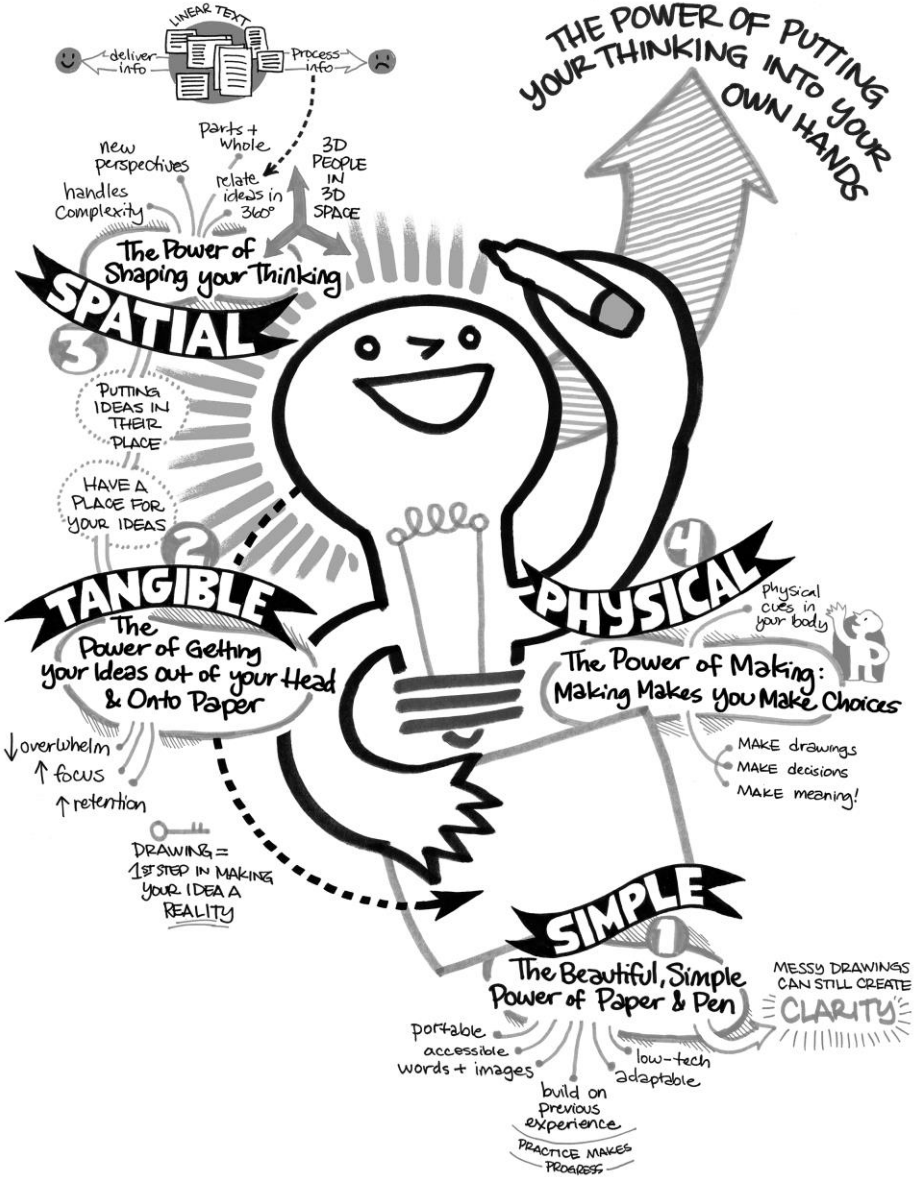 THE POWER OF PUTTING
YOUR THINKING INTO YOUR
OWN HANDS
LINEAR TEXT
deliver
info
Process
info
parts +
whole
new
perspectives
handles
Complexity
relate
ideas in
360°
3D
PEOPLE
IN
3D
SPACE
The Power of
Shaping your Thinking
SPATIAL
3
PUTTING
IDEAS IN
THEIR
PLACE
HAVE A
PLACE FOR
YOUR IDEAS
2
TANGIBLE
The
Power of Getting
your Ideas out of your Head
& Onto Paper
↓ overwhelm
↑ focus
↑ retention
DRAWING =
1ST STEP IN MAKING
YOUR IDEA A
REALITY
4
PHYSICAL
physical
cues in
your body
The Power of Making:
Making Makes You Make Choices
MAKE drawings
MAKE decisions
MAKE meaning!
SIMPLE
1
The Beautiful, Simple
Power of Paper & Pen
MESSY DRAWINGS
CAN STILL CREATE
CLARITY
portable
accessible
words + images
build on
previous
experience
low-tech
adaptable
PRACTICE MAKES
PROGRESS